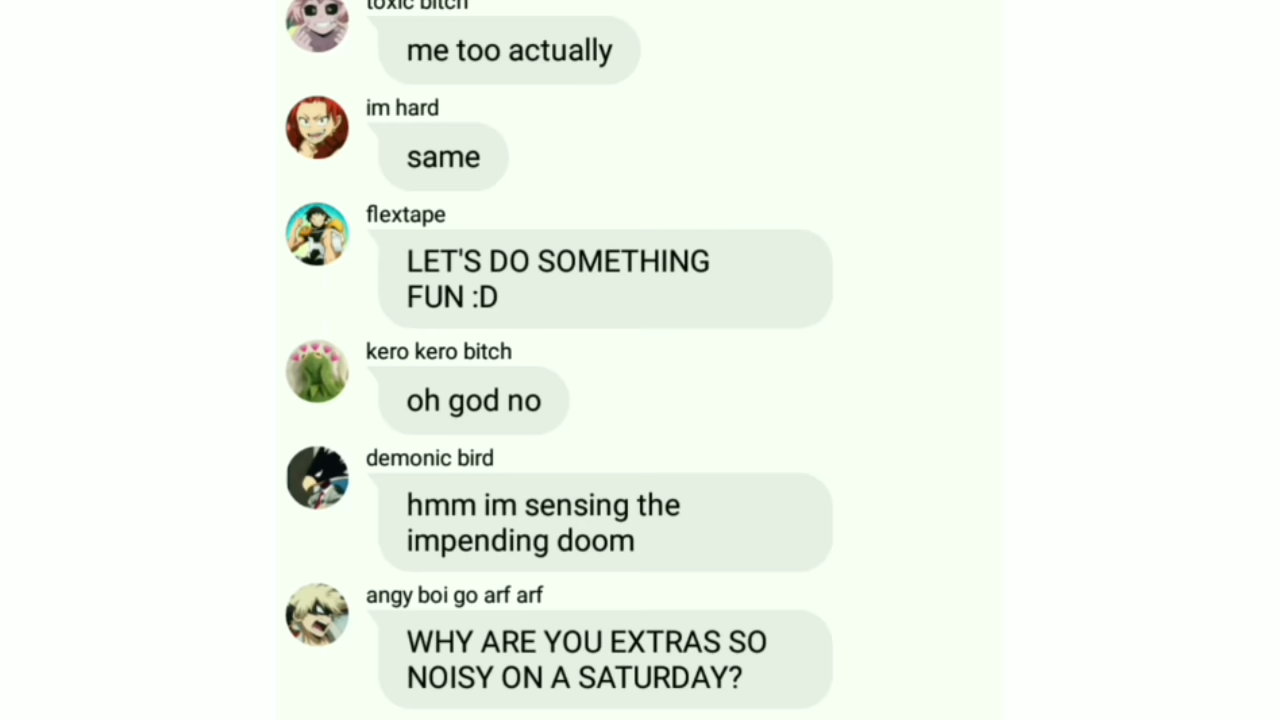 toxic bitch
me too actually
im hard
same
flextape
LET'S DO SOMETHING
FUN :D
kero kero bitch
oh god no
demonic bird
hmm im sensing the
impending doom
angy boi go arf arf
WHY ARE YOU EXTRAS SO
NOISY ON A SATURDAY?